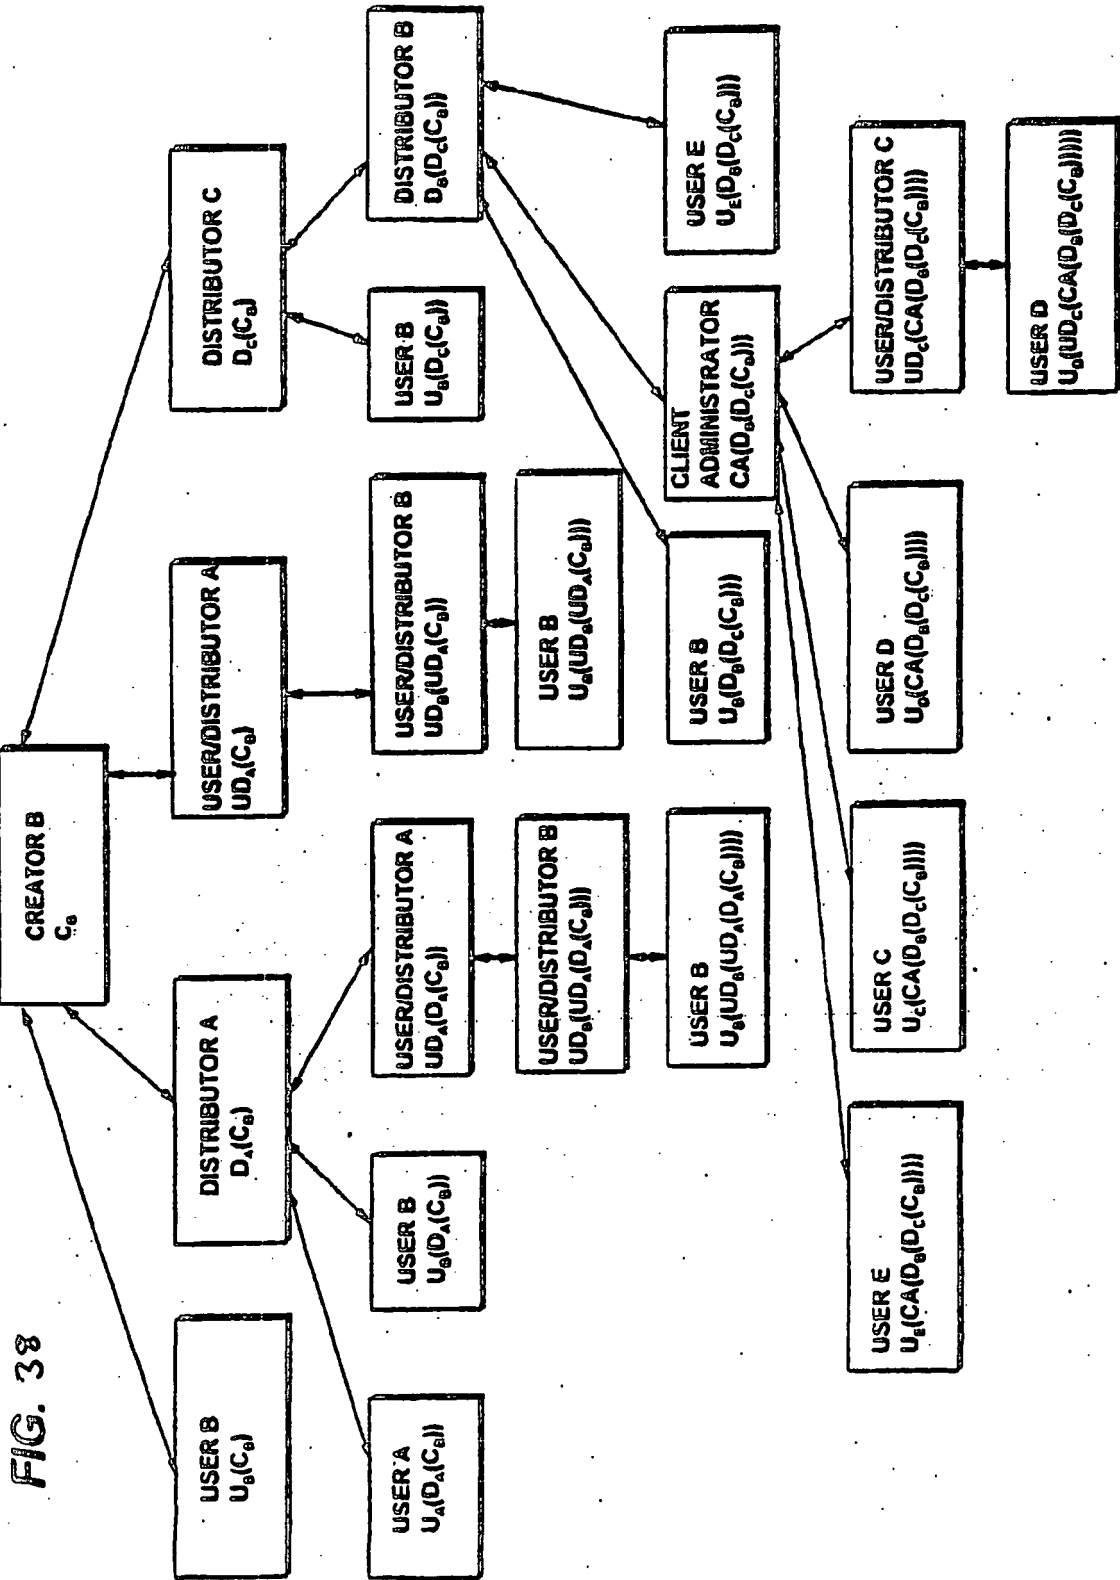 FIG. 38
CREATOR B
C_B
USER B
U_B(C_B)
DISTRIBUTOR A
D_A(C_B)
USER/DISTRIBUTOR A
UD_A(C_B)
DISTRIBUTOR C
D_C(C_B)
USER A
U_A(D_A(C_B))
USER B
U_B(D_A(C_B))
USER/DISTRIBUTOR A
UD_A(D_A(C_B))
USER/DISTRIBUTOR B
UD_B(UD_A(C_B))
USER B
U_B(D_C(C_B))
DISTRIBUTOR B
D_B(D_C(C_B))
USER/DISTRIBUTOR B
UD_B(UD_A(D_A(C_B)))
USER B
U_B(UD_B(UD_A(C_B)))
USER B
U_B(UD_B(UD_A(D_A(C_B))))
USER B
U_B(D_B(D_C(C_B)))
CLIENT
ADMINISTRATOR
CA(D_B(D_C(C_B)))
USER E
U_E(D_B(D_C(C_B)))
USER E
U_E(CA(D_B(D_C(C_B))))
USER C
U_C(CA(D_B(D_C(C_B))))
USER D
U_D(CA(D_B(D_C(C_B))))
USER/DISTRIBUTOR C
UD_C(CA(D_B(D_C(C_B))))
USER D
U_D(UD_C(CA(D_B(D_C(C_B)))))